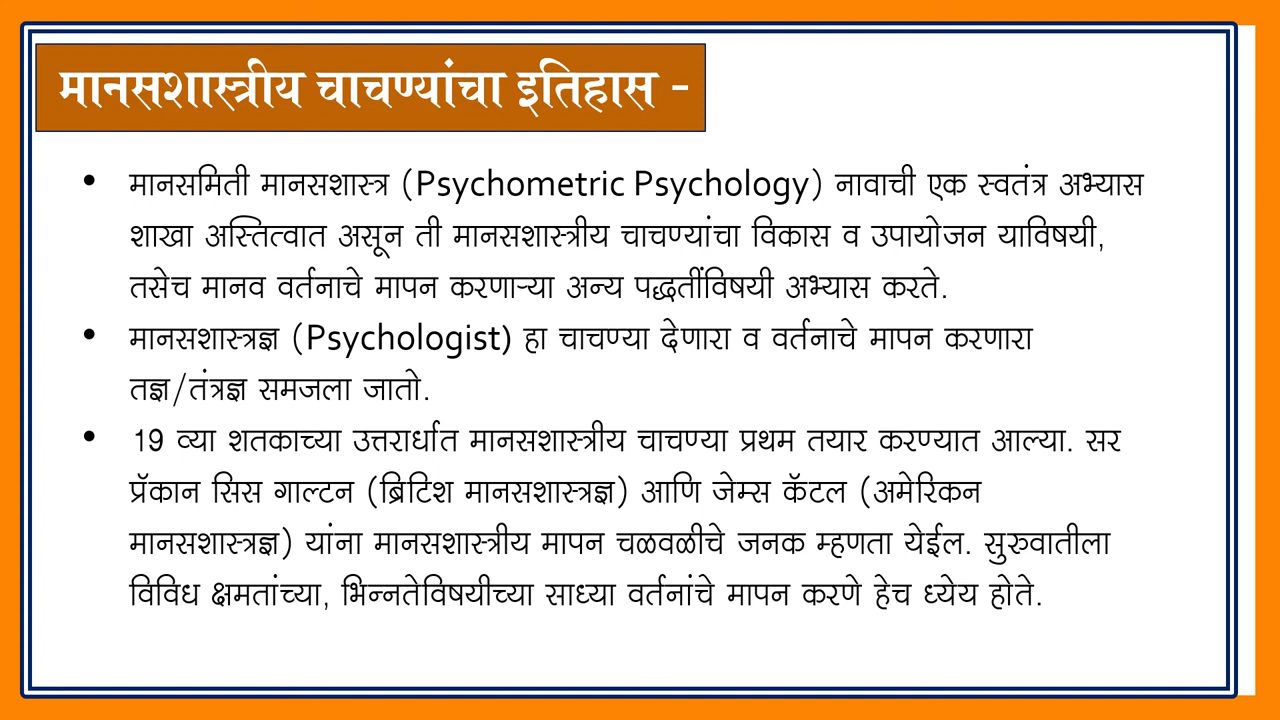 मानसशास्त्रीय चाचण्यांचा इतिहास -
• मानसमिती मानसशास्त्र (Psychometric Psychology) नावाची एक स्वतंत्र अभ्यास
शाखा अस्तित्वात असून ती मानसशास्त्रीय चाचण्यांचा विकास व उपायोजन याविषयी,
तसेच मानव वर्तनाचे मापन करणाऱ्या अन्य पद्धतींविषयी अभ्यास करते.
• मानसशास्त्रज्ञ (Psychologist) हा चाचण्या देणारा व वर्तनाचे मापन करणारा
तज्ञ/तंत्रज्ञ समजला जातो.
• 19 व्या शतकाच्या उत्तरार्धात मानसशास्त्रीय चाचण्या प्रथम तयार करण्यात आल्या. सर
प्रॅकान सिस गाल्टन (ब्रिटिश मानसशास्त्रज्ञ) आणि जेम्स कॅटल (अमेरिकन
मानसशास्त्रज्ञ) यांना मानसशास्त्रीय मापन चळवळीचे जनक म्हणता येईल. सुरुवातीला
विविध क्षमतांच्या, भिन्नतेविषयीच्या साध्या वर्तनांचे मापन करणे हेच ध्येय होते.